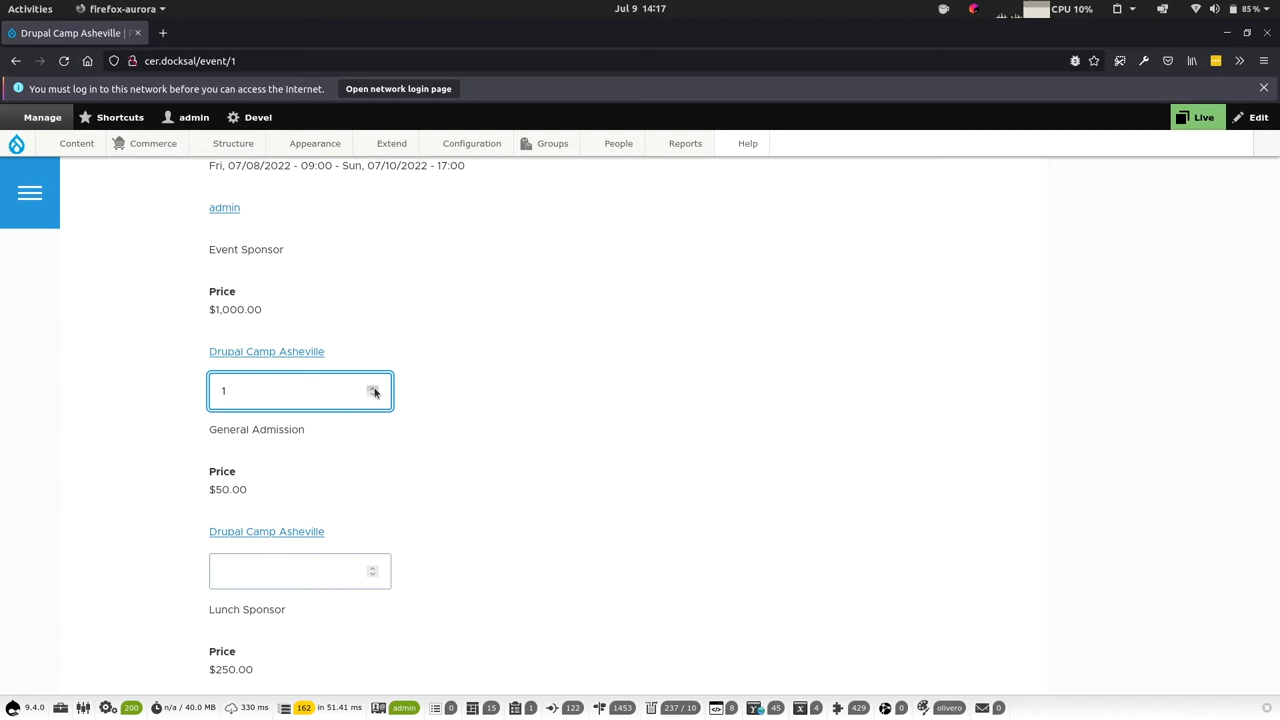 Activities firefox-aurora Jul 9 14:17 CPU 10% 85 %
Drupal Camp Asheville |
cer.docksal/event/1
You must log in to this network before you can access the Internet. Open network login page
Manage Shortcuts admin Devel Live Edit
Content Commerce Structure Appearance Extend Configuration Groups People Reports Help
Fri, 07/08/2022 - 09:00 - Sun, 07/10/2022 - 17:00
admin
Event Sponsor
Price
$1,000.00
Drupal Camp Asheville
1
General Admission
Price
$50.00
Drupal Camp Asheville
Lunch Sponsor
Price
$250.00
9.4.0 200 n/a / 40.0 MB 330 ms 162 in 51.41 ms admin 0 15 1 122 1453 237 / 10 8 45 4 429 0 olivero 0